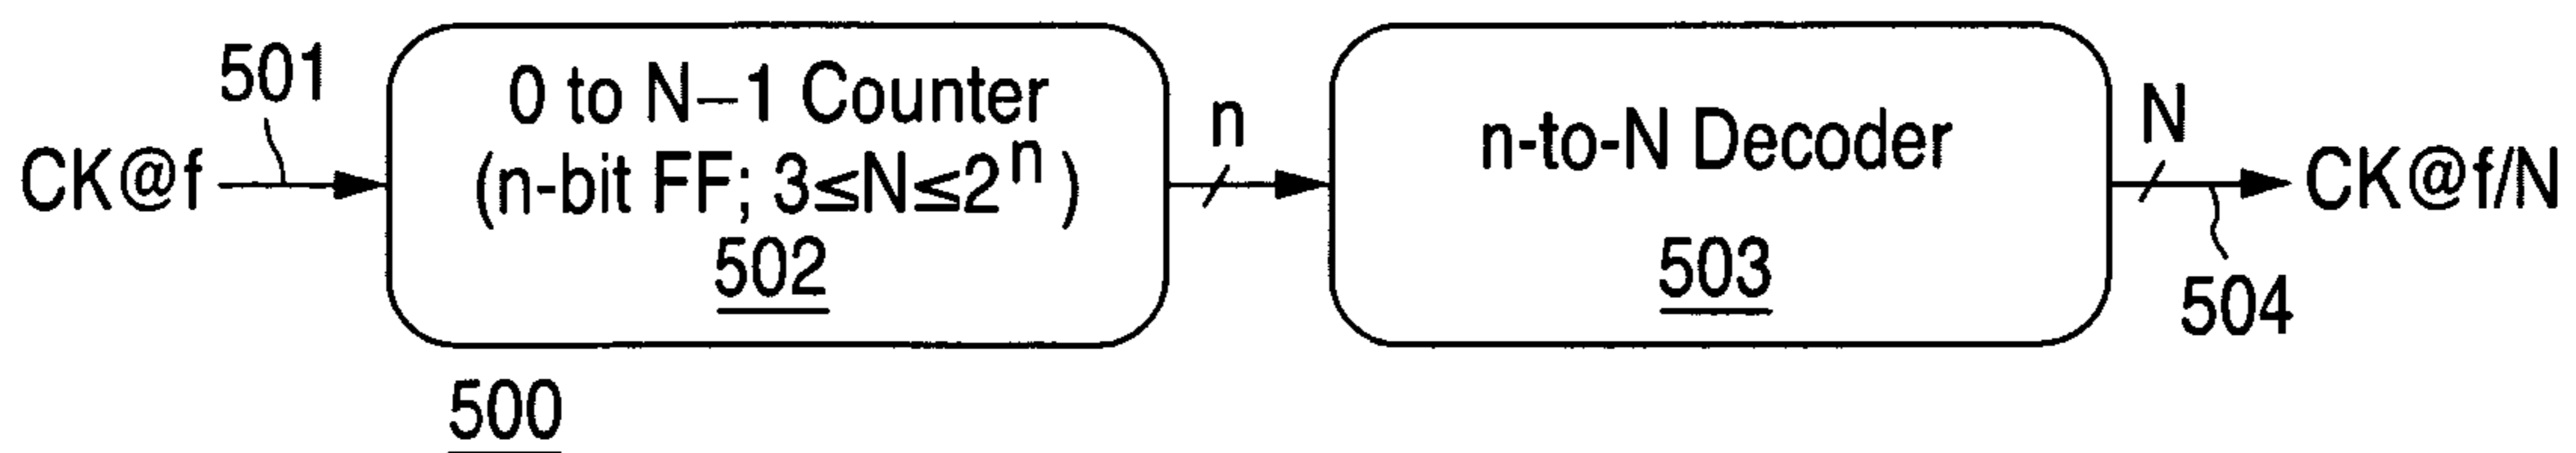 501
CK@f
0 to N–1 Counter
(n-bit FF; 3≤N≤2ⁿ)
502
n
n-to-N Decoder
503
N
CK@f/N
504
500